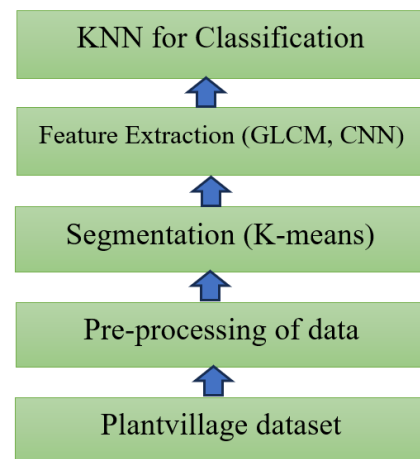 KNN for Classification
Feature Extraction (GLCM, CNN)
Segmentation (K-means)
Pre-processing of data
Plantvillage dataset